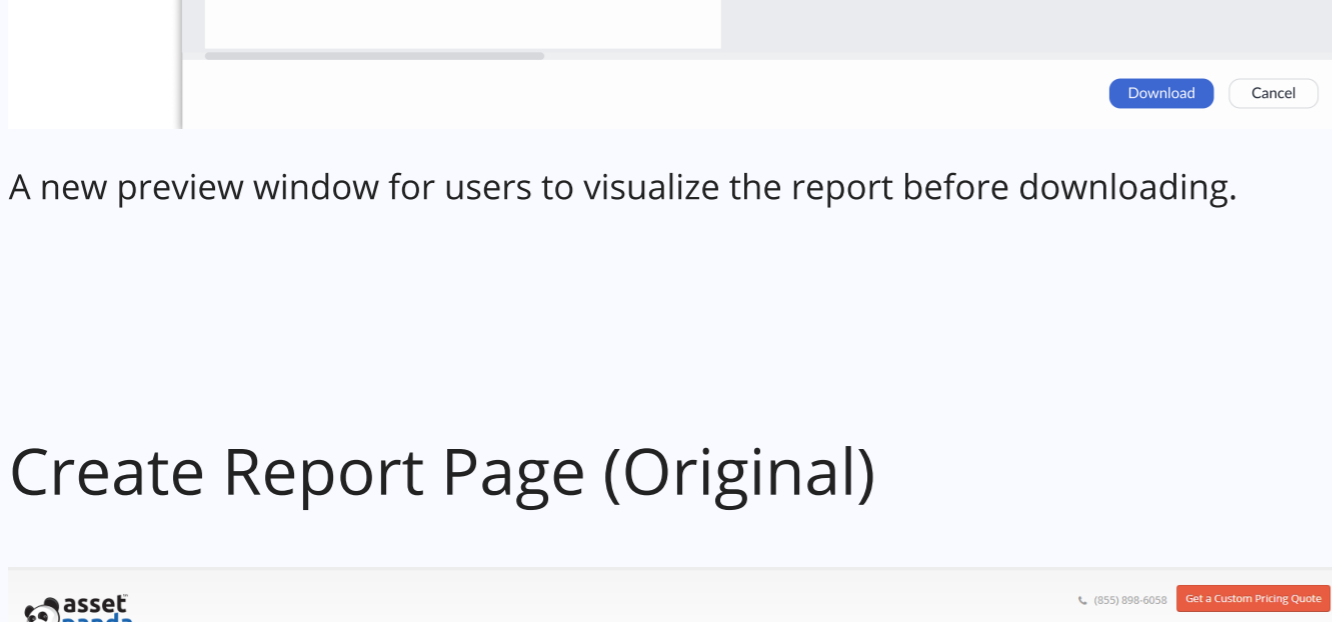 Download Cancel
A new preview window for users to visualize the report before downloading.
Create Report Page (Original)
asset
panda
(855) 898-6058 Get a Custom Pricing Quote